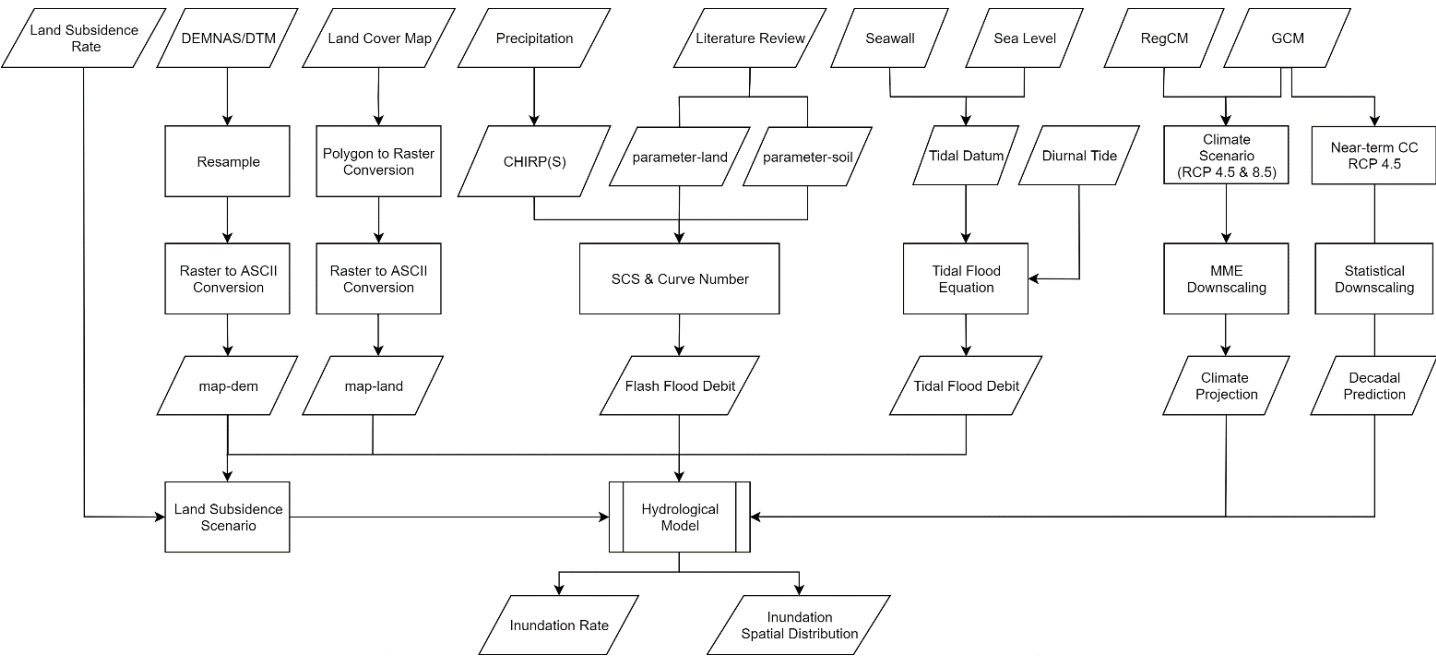 Land Subsidence
Rate
DEMNAS/DTM
Land Cover Map
Precipitation
Literature Review
Seawall
Sea Level
RegCM
GCM
Resample
Polygon to Raster
Conversion
CHIRP(S)
parameter-land
parameter-soil
Tidal Datum
Diurnal Tide
Climate
Scenario
(RCP 4.5 & 8.5)
Near-term CC
RCP 4.5
Raster to ASCII
Conversion
Raster to ASCII
Conversion
SCS & Curve Number
Tidal Flood
Equation
MME
Downscaling
Statistical
Downscaling
map-dem
map-land
Flash Flood Debit
Tidal Flood Debit
Climate
Projection
Decadal
Prediction
Land Subsidence
Scenario
Hydrological
Model
Inundation Rate
Inundation
Spatial Distribution